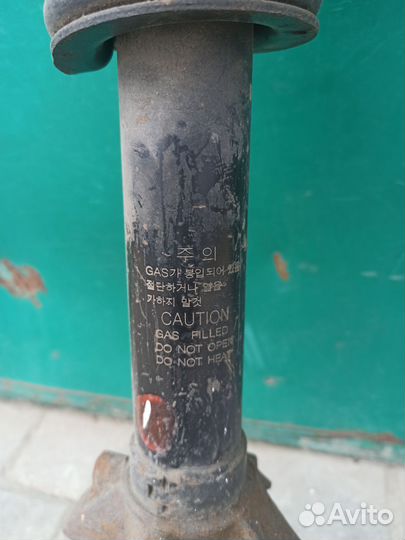 주 의
GAS가 봉입되어 있음
절단하거나 열을
가하지 말것
CAUTION
GAS FILLED
DO NOT OPEN
DO NOT HEAT
Avito